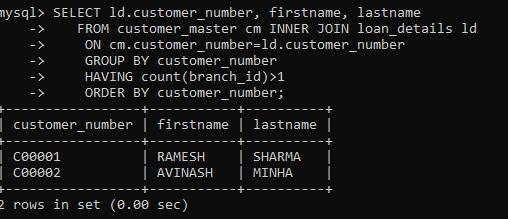 mysql> SELECT ld.customer_number, firstname, lastname
    -> FROM customer_master cm INNER JOIN loan_details ld
    -> ON cm.customer_number=ld.customer_number
    -> GROUP BY customer_number
    -> HAVING count(branch_id)>1
    -> ORDER BY customer_number;
+-----------------+-----------+----------+
| customer_number | firstname | lastname |
+-----------------+-----------+----------+
| C00001          | RAMESH    | SHARMA   |
| C00002          | AVINASH   | MINHA    |
+-----------------+-----------+----------+
2 rows in set (0.00 sec)